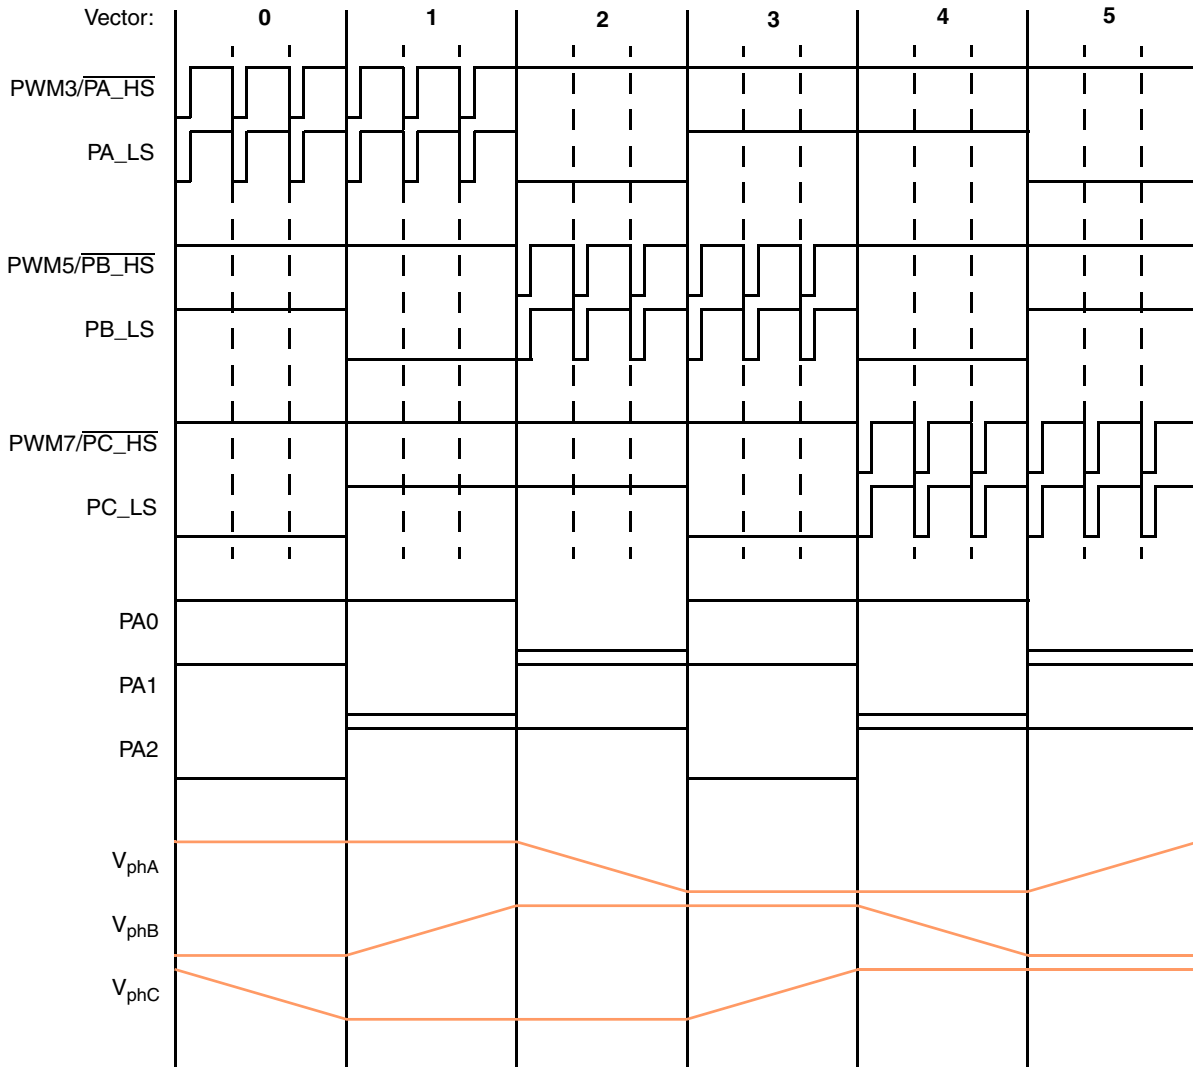 Vector: 0 1 2 3 4 5
PWM3/PA_HS
PA_LS
PWM5/PB_HS
PB_LS
PWM7/PC_HS
PC_LS
PA0
PA1
PA2
VphA
VphB
VphC